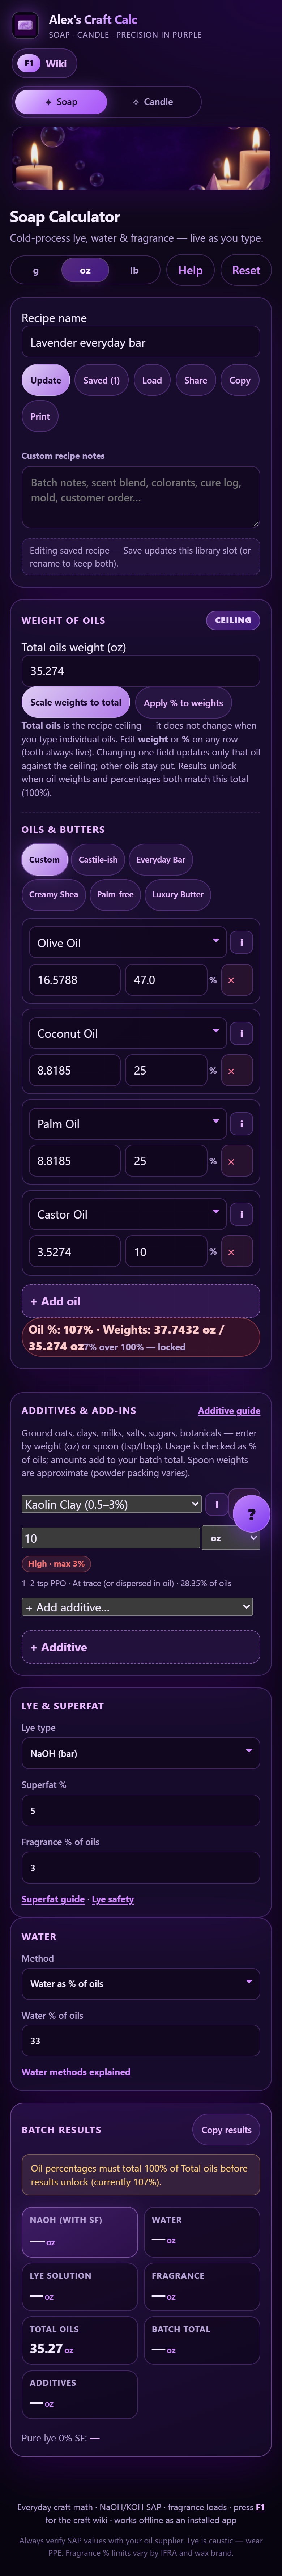 Alex's Craft Calc
SOAP · CANDLE · PRECISION IN PURPLE
F1 Wiki
✦ Soap
✧ Candle
Soap Calculator
Cold-process lye, water & fragrance — live as you type.
g oz lb Help Reset
Recipe name
Lavender everyday bar
Update Saved (1) Load Share Copy
Print
Custom recipe notes
Batch notes, scent blend, colorants, cure log,
mold, customer order…
Editing saved recipe — Save updates this library slot (or
rename to keep both).
WEIGHT OF OILS CEILING
Total oils weight (oz)
35.274
Scale weights to total Apply % to weights
Total oils is the recipe ceiling — it does not change when
you type individual oils. Edit weight or % on any row
(both always live). Changing one field updates only that oil
against the ceiling; other oils stay put. Results unlock
when oil weights and percentages both match this total
(100%).
OILS & BUTTERS
Custom Castile-ish Everyday Bar
Creamy Shea Palm-free Luxury Butter
Olive Oil i
16.5788 47.0 % ×
Coconut Oil i
8.8185 25 % ×
Palm Oil i
8.8185 25 % ×
Castor Oil i
3.5274 10 % ×
+ Add oil
Oil %: 107% · Weights: 37.7432 oz /
35.274 oz7% over 100% — locked
ADDITIVES & ADD-INS Additive guide
Ground oats, clays, milks, salts, sugars, botanicals — enter
by weight (oz) or spoon (tsp/tbsp). Usage is checked as %
of oils; amounts add to your batch total. Spoon weights
are approximate (powder packing varies).
Kaolin Clay (0.5–3%) i
?
10 oz
High · max 3%
1–2 tsp PPO · At trace (or dispersed in oil) · 28.35% of oils
+ Add additive...
+ Additive
LYE & SUPERFAT
Lye type
NaOH (bar)
Superfat %
5
Fragrance % of oils
3
Superfat guide · Lye safety
WATER
Method
Water as % of oils
Water % of oils
33
Water methods explained
BATCH RESULTS Copy results
Oil percentages must total 100% of Total oils before
results unlock (currently 107%).
NAOH (WITH SF)
— oz
WATER
— oz
LYE SOLUTION
— oz
FRAGRANCE
— oz
TOTAL OILS
35.27 oz
BATCH TOTAL
— oz
ADDITIVES
— oz
Pure lye 0% SF: —
Everyday craft math · NaOH/KOH SAP · fragrance loads · press F1
for the craft wiki · works offline as an installed app
Always verify SAP values with your oil supplier. Lye is caustic — wear
PPE. Fragrance % limits vary by IFRA and wax brand.